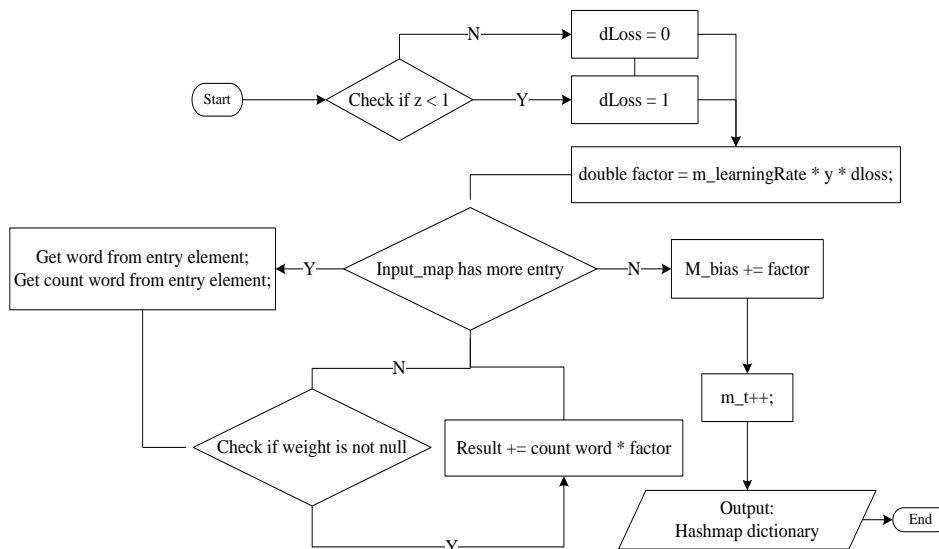 N
dLoss = 0
Start
Check if z < 1
Y
dLoss = 1
double factor = m_learningRate * y * dloss;
Get word from entry element;
Get count word from entry element;
Y
Input_map has more entry
N
M_bias += factor
N
m_t++;
Check if weight is not null
Result += count word * factor
Output:
Hashmap dictionary
End
Y